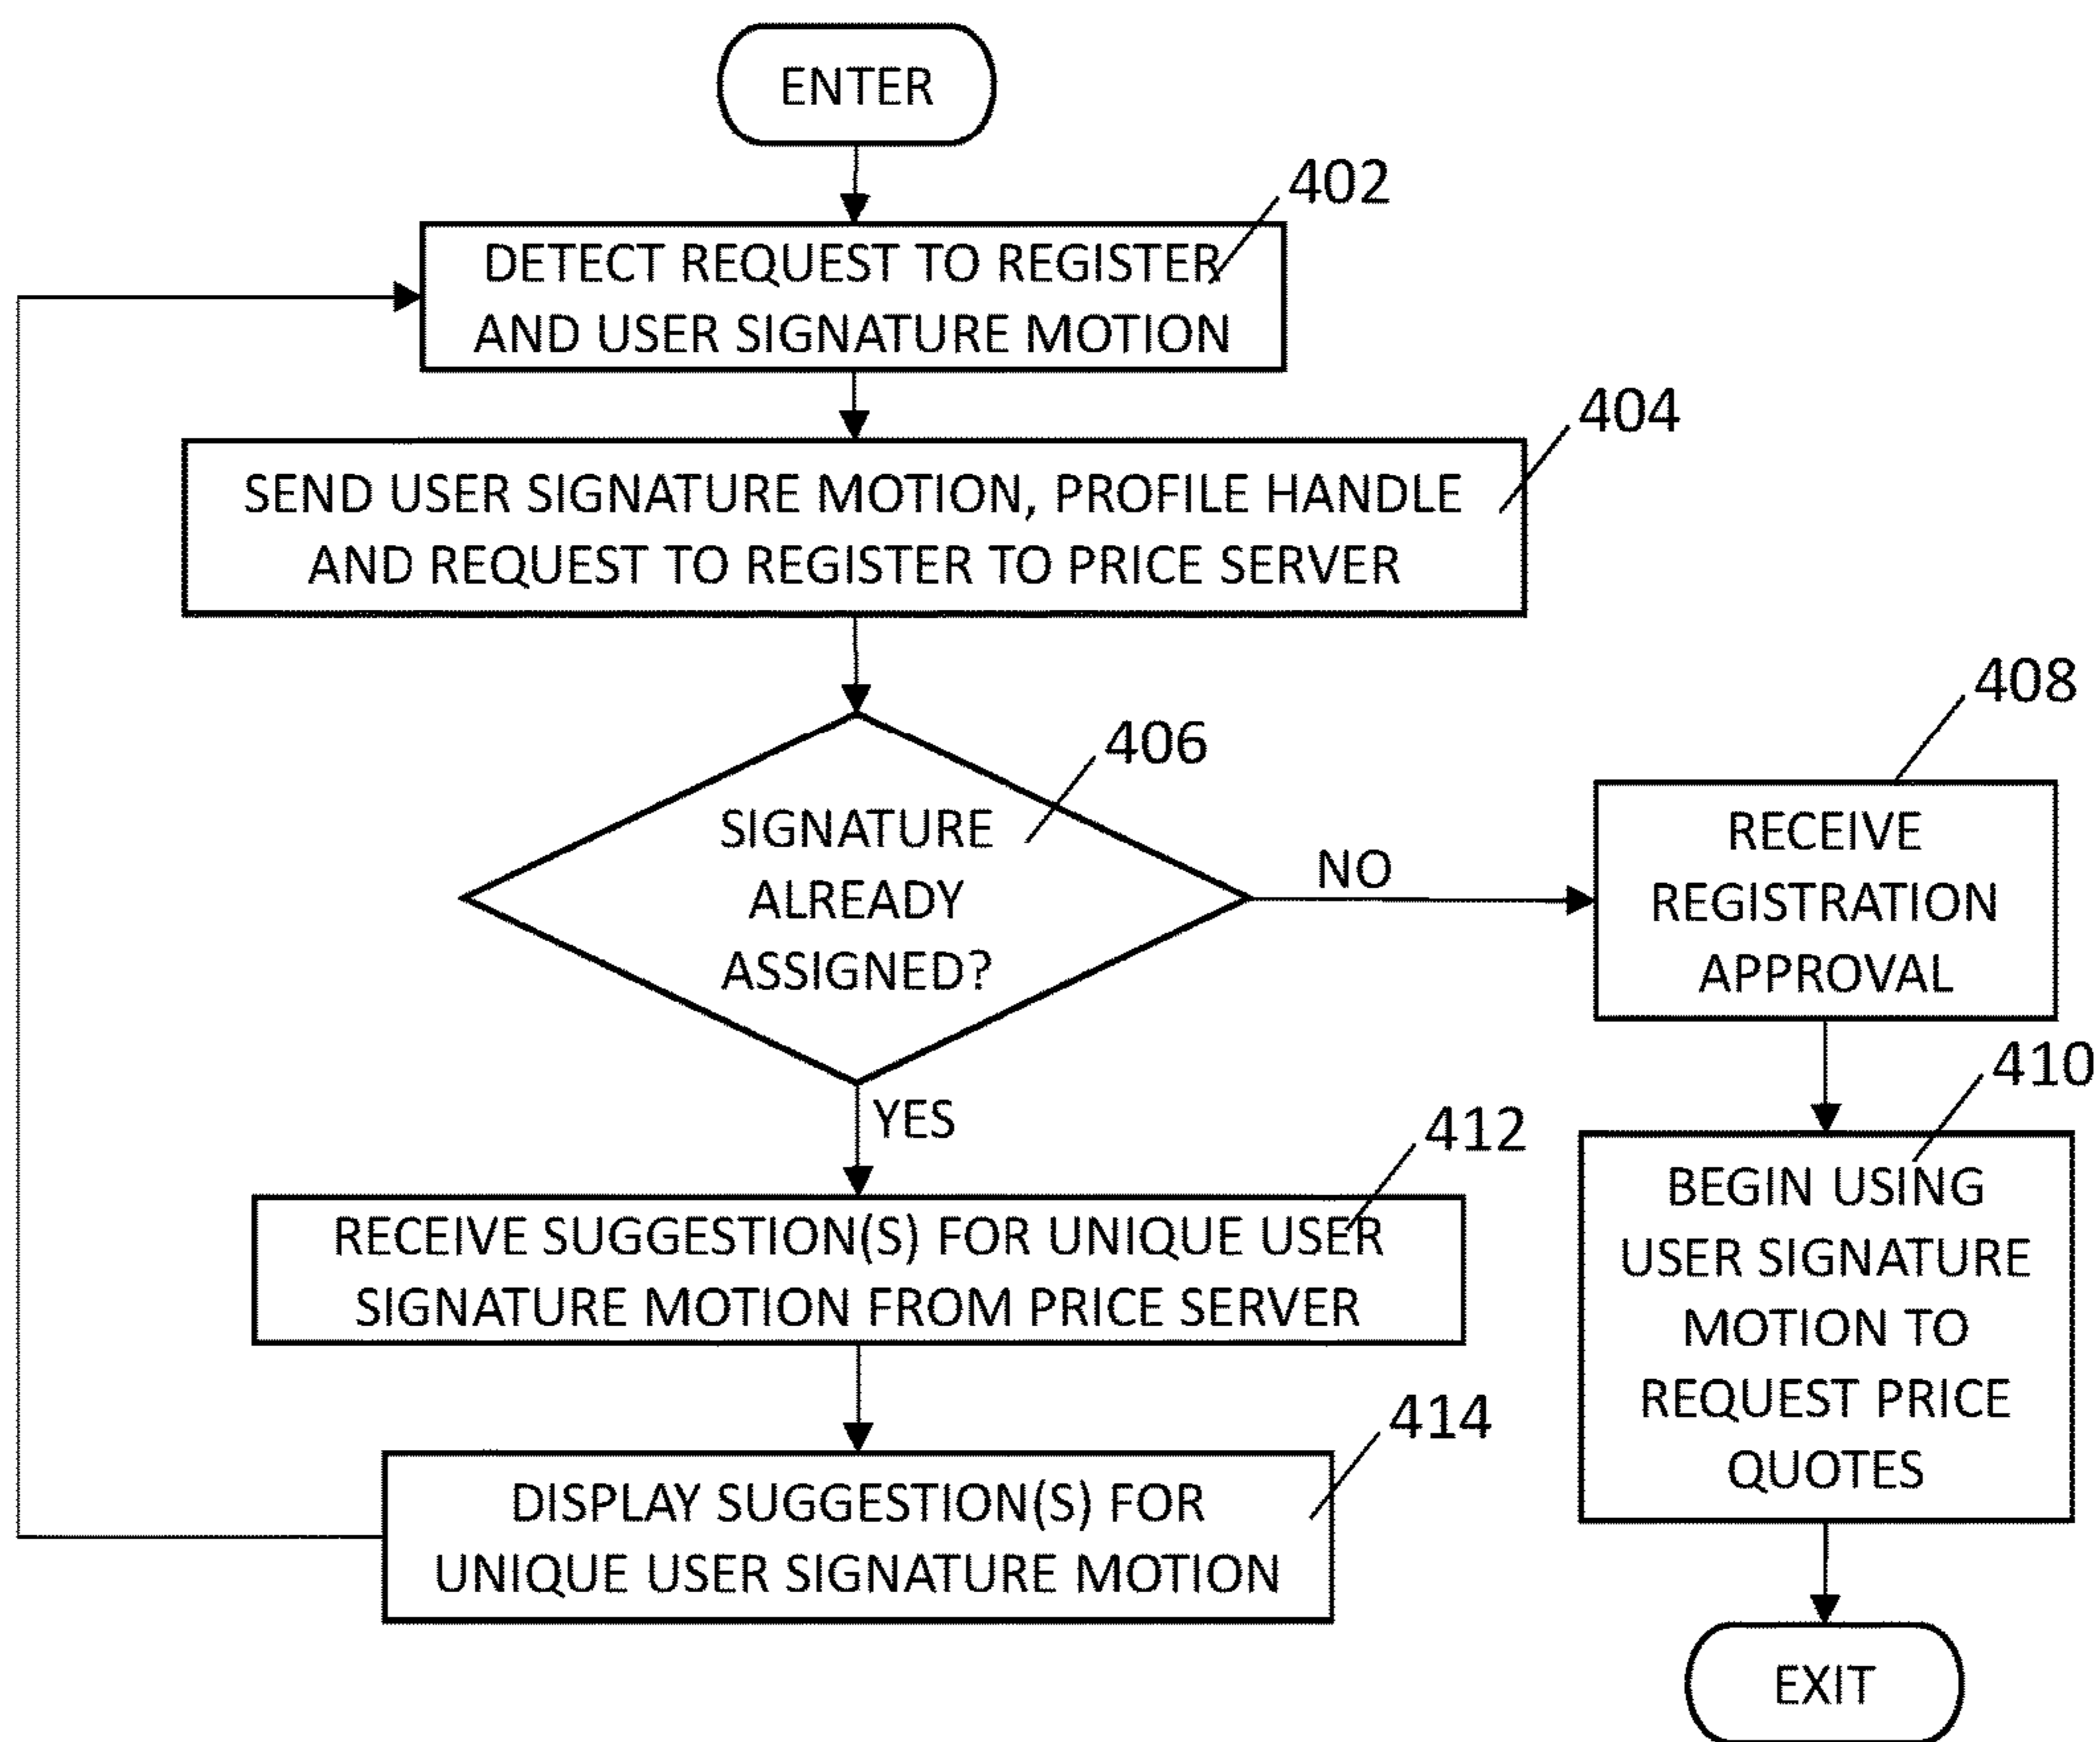 ENTER
402
DETECT REQUEST TO REGISTER
AND USER SIGNATURE MOTION
404
SEND USER SIGNATURE MOTION, PROFILE HANDLE
AND REQUEST TO REGISTER TO PRICE SERVER
406
SIGNATURE
ALREADY
ASSIGNED?
NO
408
RECEIVE
REGISTRATION
APPROVAL
410
BEGIN USING
USER SIGNATURE
MOTION TO
REQUEST PRICE
QUOTES
EXIT
YES
412
RECEIVE SUGGESTION(S) FOR UNIQUE USER
SIGNATURE MOTION FROM PRICE SERVER
414
DISPLAY SUGGESTION(S) FOR
UNIQUE USER SIGNATURE MOTION